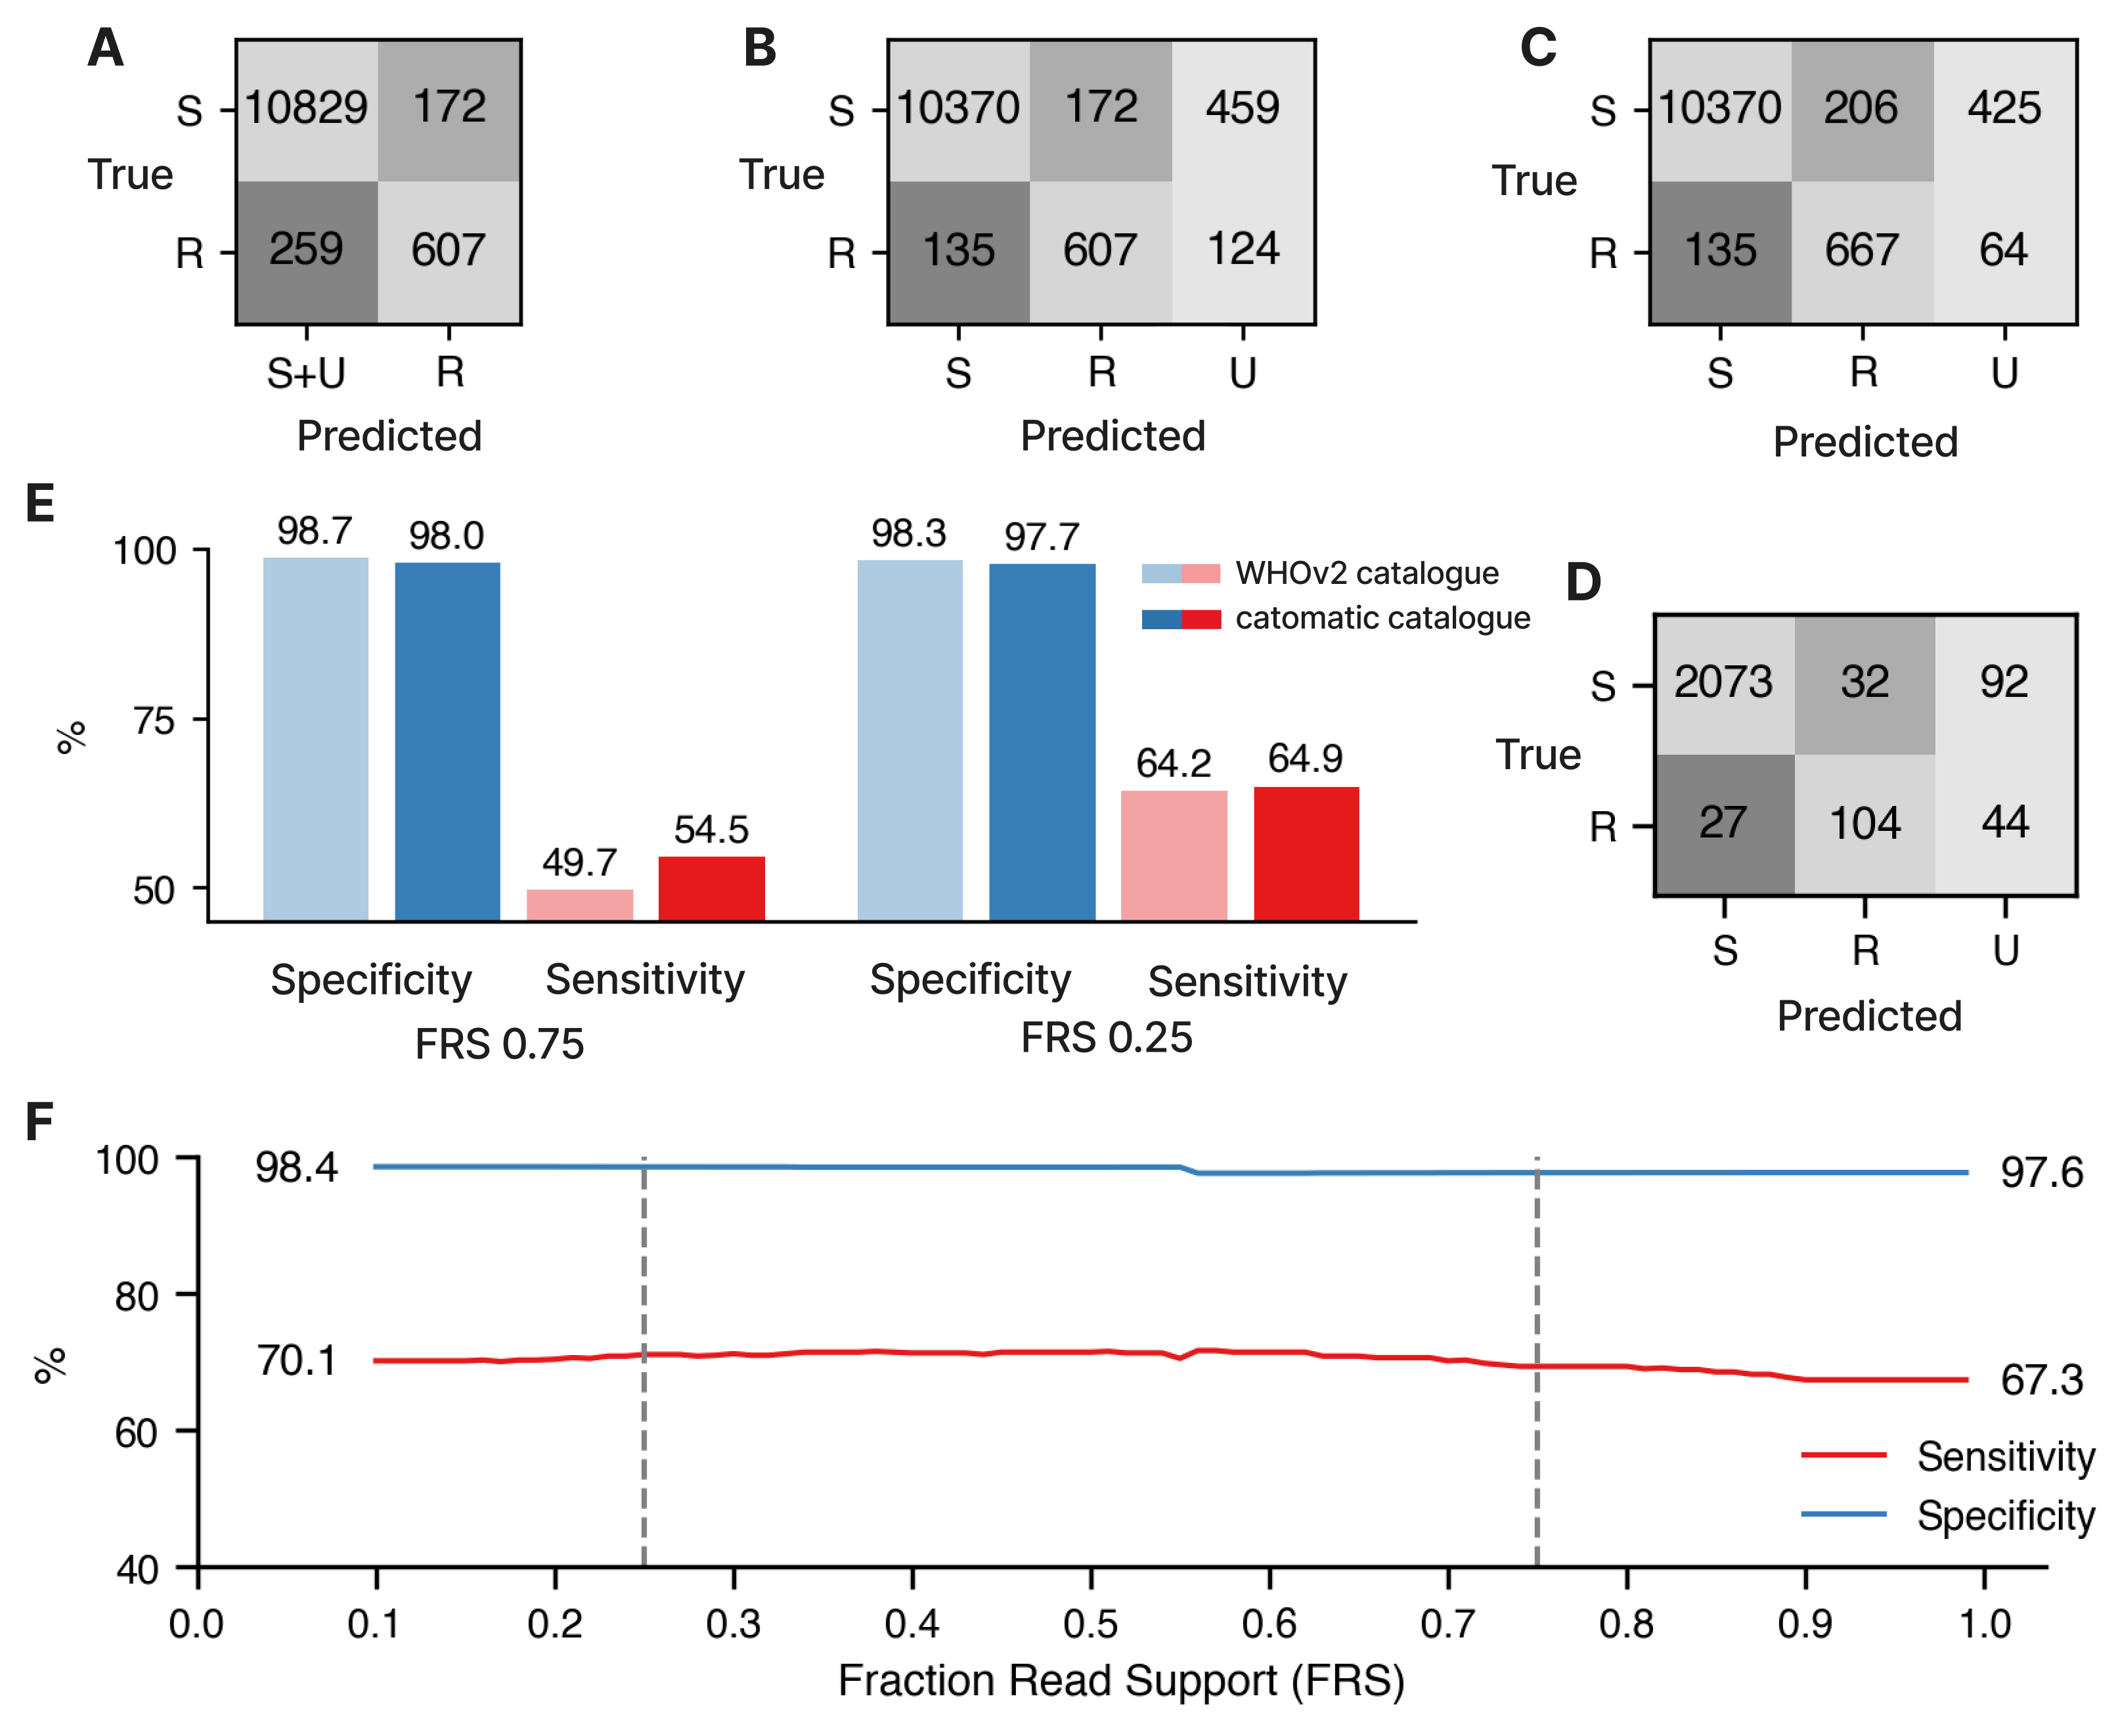 A
S
10829 172
True
R
259 607
S+U R
Predicted
B
S
10370 172 459
True
R
135 607 124
S R U
Predicted
C
S
10370 206 425
True
R
135 667 64
S R U
Predicted
E
%
100
75
50
98.7 98.0 49.7 54.5
98.3 97.7 64.2 64.9
WHOv2 catalogue
catomatic catalogue
Specificity Sensitivity
FRS 0.75
Specificity Sensitivity
FRS 0.25
D
S
2073 32 92
True
R
27 104 44
S R U
Predicted
F
%
100
80
60
40
98.4 97.6
70.1 67.3
Sensitivity
Specificity
0.0 0.1 0.2 0.3 0.4 0.5 0.6 0.7 0.8 0.9 1.0
Fraction Read Support (FRS)